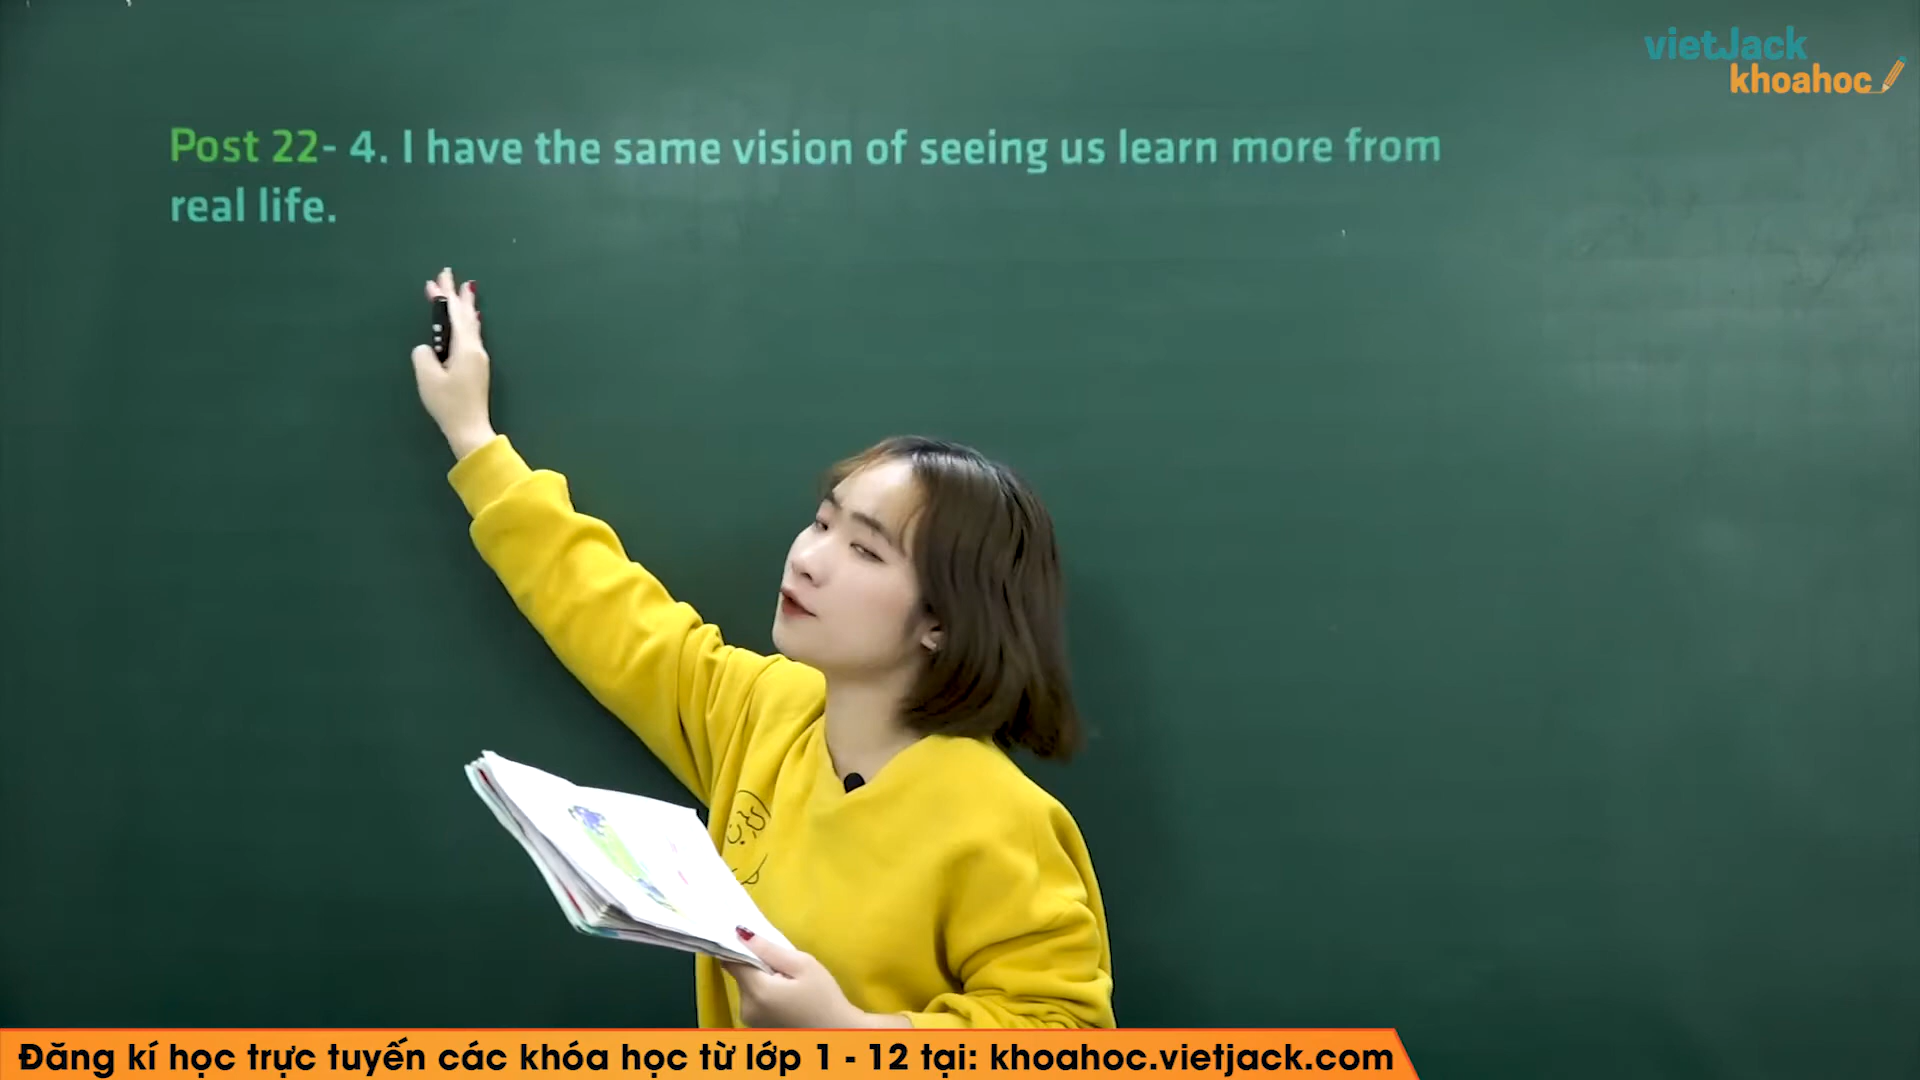 vietJack
khoahoc
Post 22- 4. I have the same vision of seeing us learn more from
real life.
Đăng kí học trực tuyến các khóa học từ lớp 1 - 12 tại: khoahoc.vietjack.com